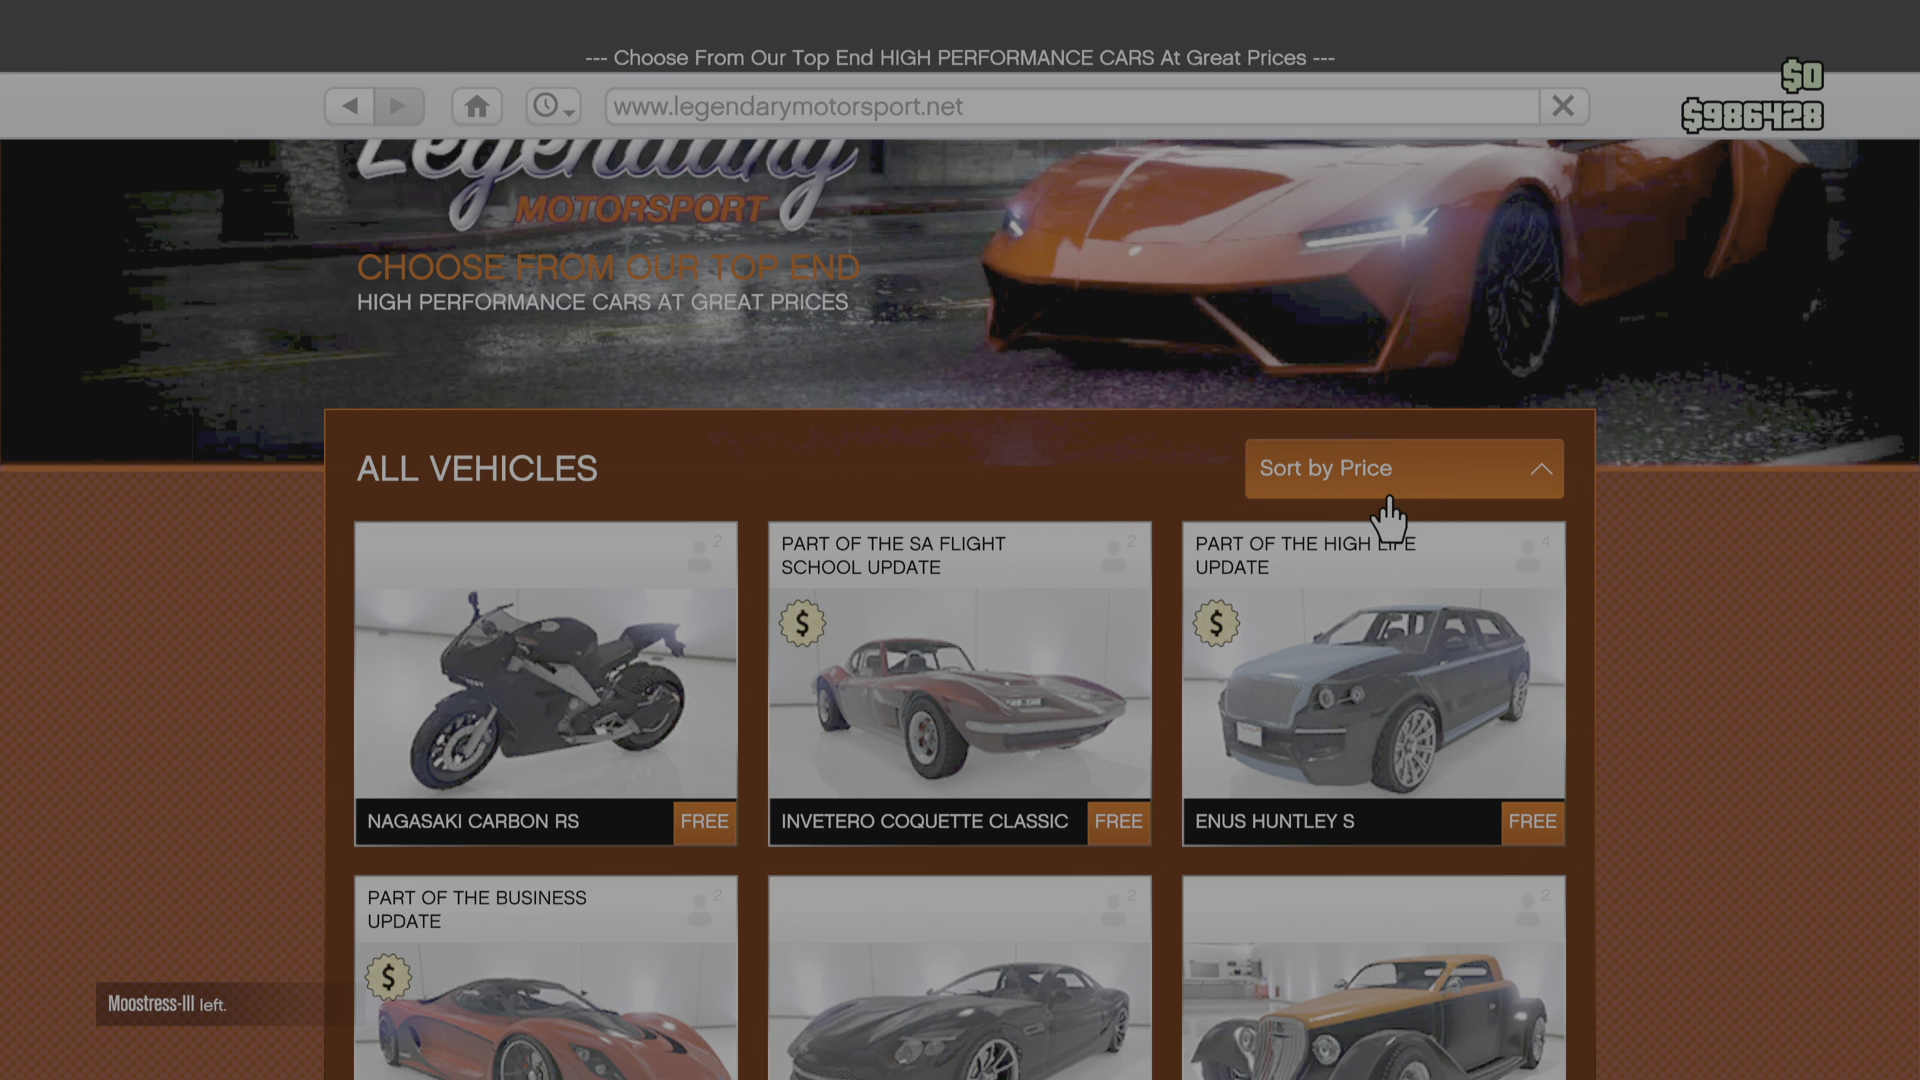 --- Choose From Our Top End HIGH PERFORMANCE CARS At Great Prices ---
$0
www.legendarymotorsport.net
$986428
Legendary
MOTORSPORT
CHOOSE FROM OUR TOP END
HIGH PERFORMANCE CARS AT GREAT PRICES
ALL VEHICLES
Sort by Price
2
PART OF THE SA FLIGHT
SCHOOL UPDATE
2
PART OF THE HIGH LIFE
UPDATE
4
$
$
NAGASAKI CARBON RS
FREE
INVETERO COQUETTE CLASSIC
FREE
ENUS HUNTLEY S
FREE
PART OF THE BUSINESS
UPDATE
2
2
2
$
Moostress-III left.